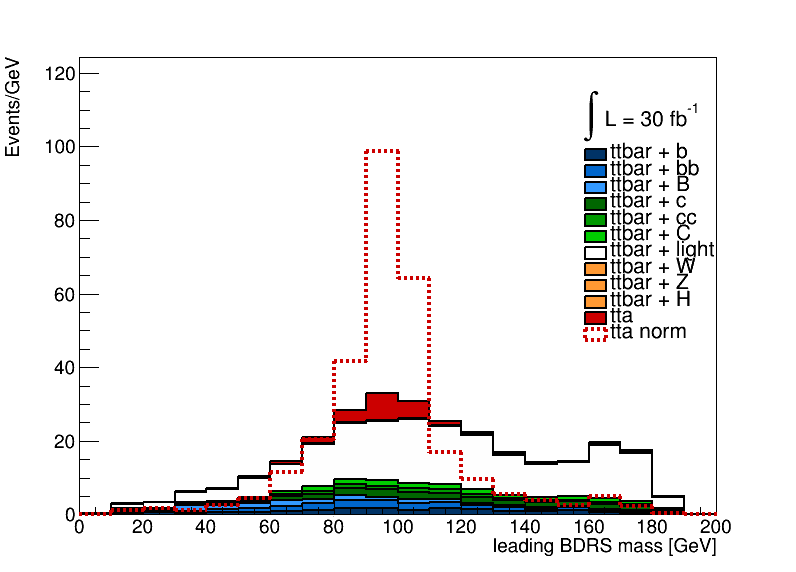 Events/GeV
120
100
80
60
40
20
0
∫ L = 30 fb-1
ttbar + b
ttbar + bb
ttbar + B
ttbar + c
ttbar + cc
ttbar + C
ttbar + light
ttbar + W
ttbar + Z
ttbar + H
tta
tta norm
0 20 40 60 80 100 120 140 160 180 200
leading BDRS mass [GeV]